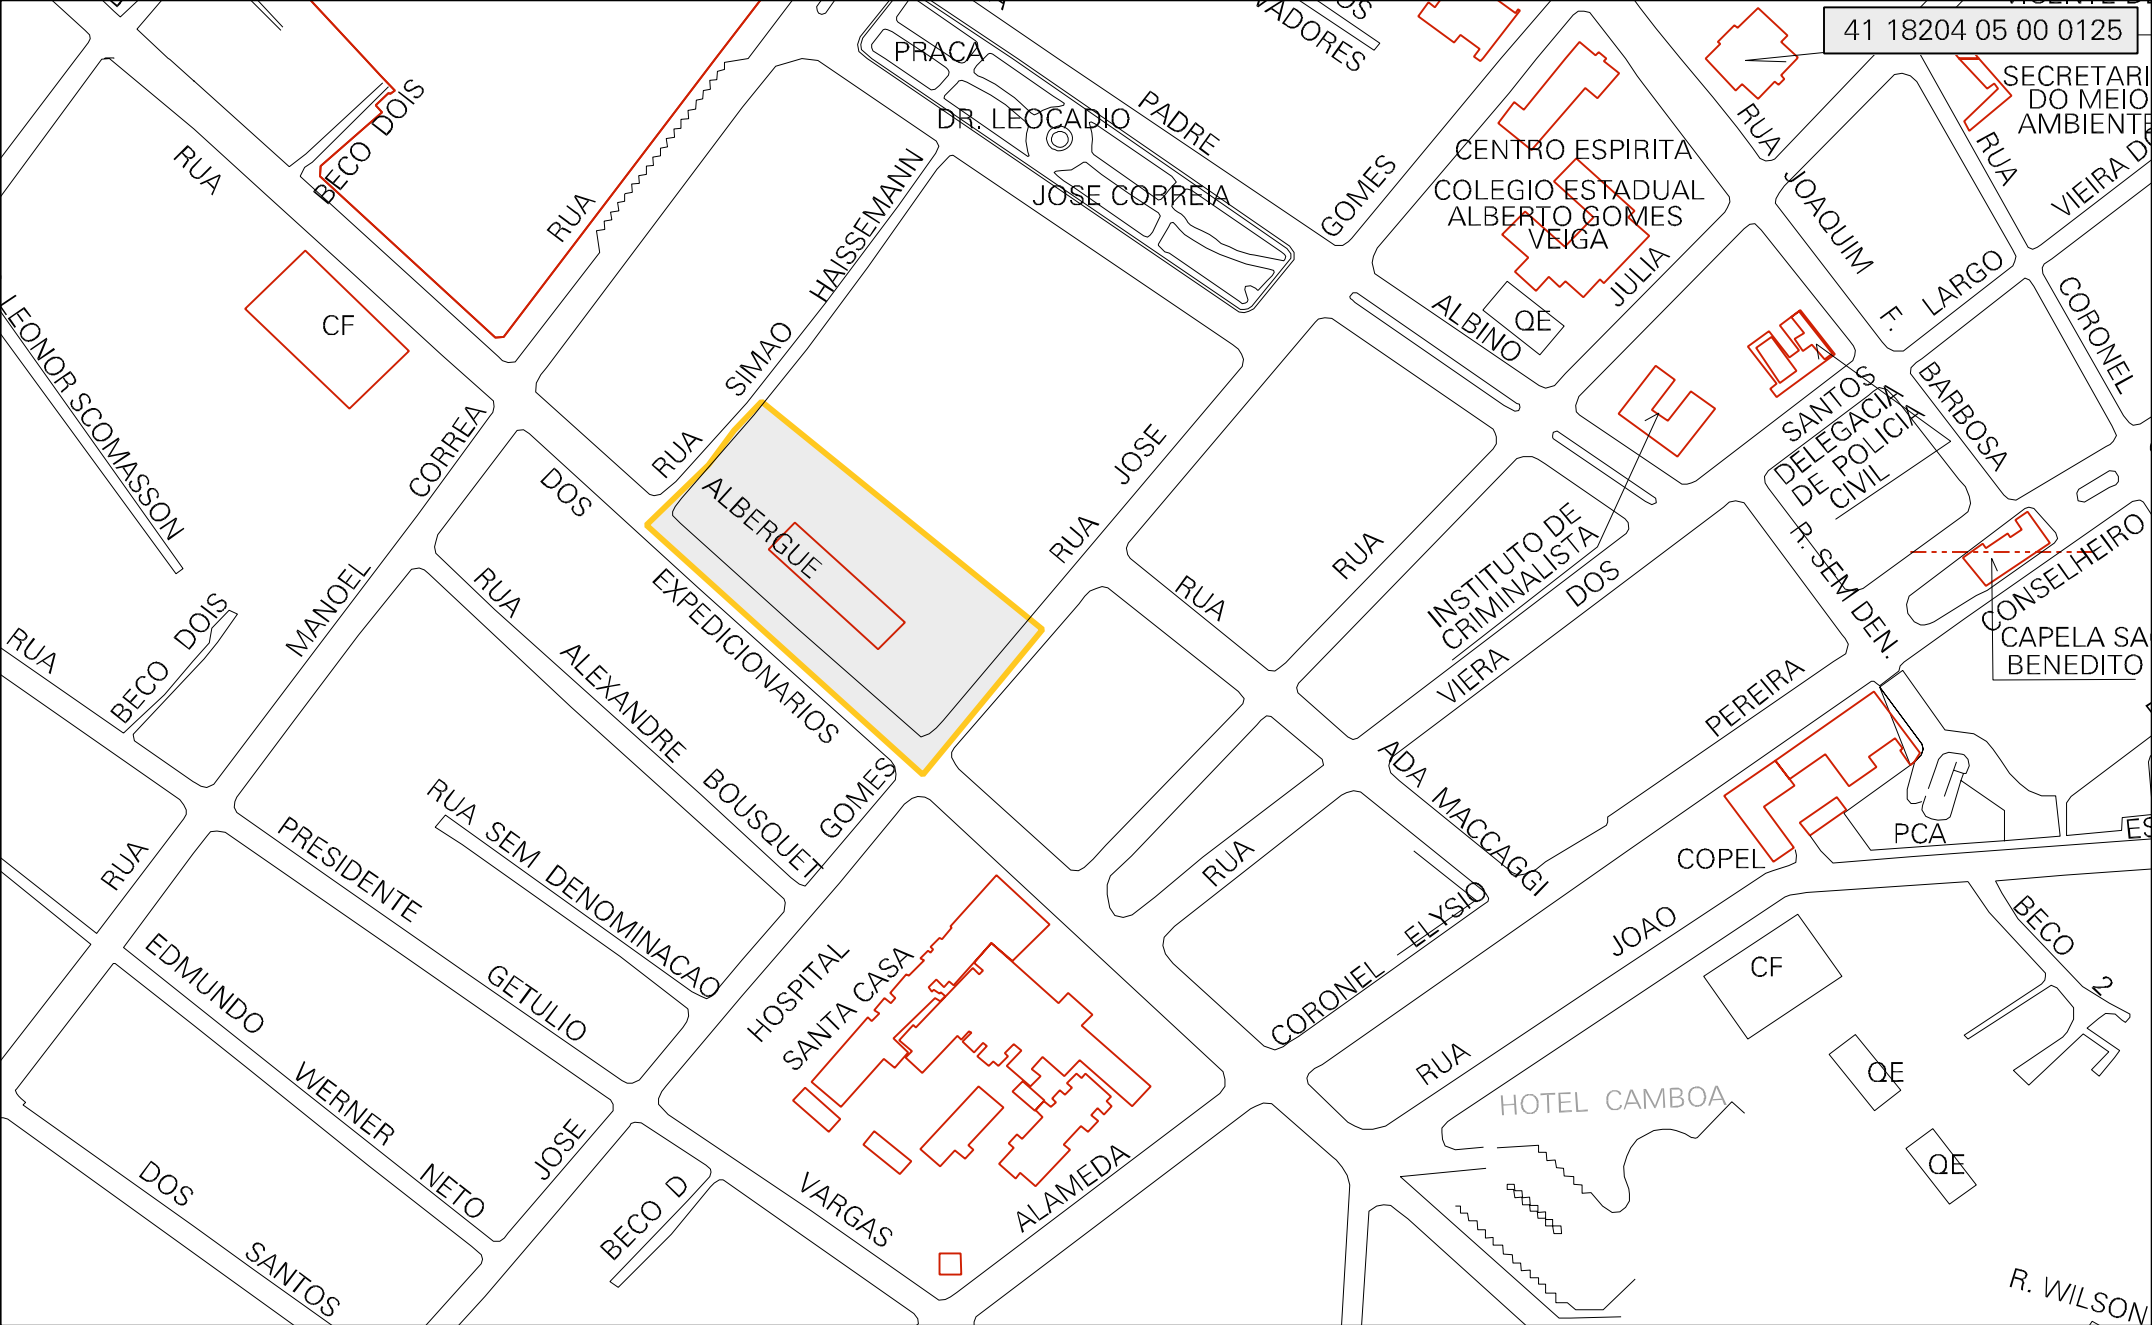 41 18204 05 00 0125
PRACA
DR. LEOCADIO
JOSE CORREIA
PADRE
GOMES
VADORES
CENTRO ESPIRITA
COLEGIO ESTADUAL
ALBERTO GOMES
VEIGA
QE
ALBINO
JULIA
RUA
JOAQUIM
F.
LARGO
BARBOSA
RUA
VIEIRA
CORONEL
SECRETARI
DO MEIO
AMBIENTE
SANTOS
DELEGACIA
DE POLICIA
CIVIL
R. SEM DEN.
CONSELHEIRO
CAPELA SA
BENEDITO
INSTITUTO DE
CRIMINALISTA
RUA
VIERA
DOS
PEREIRA
RUA
ADA MACCAGGI
RUA
JOSE
RUA
BECO DOIS
RUA
RUA
SIMAO
HAISSEMANN
RUA
CF
LEONOR SCOMASSON
MANOEL
CORREA
ALBERGUE
DOS
EXPEDICIONARIOS
RUA
ALEXANDRE
BOUSQUET
GOMES
BECO DOIS
RUA
RUA
PRESIDENTE
GETULIO
VARGAS
RUA SEM DENOMINACAO
EDMUNDO
WERNER
NETO
JOSE
DOS
SANTOS
BECO D
HOSPITAL
SANTA CASA
ALAMEDA
CORONEL
ELYSIO
RUA
JOAO
COPEL
PCA
ES
BECO
2
CF
QE
QE
HOTEL CAMBOA
R. WILSON